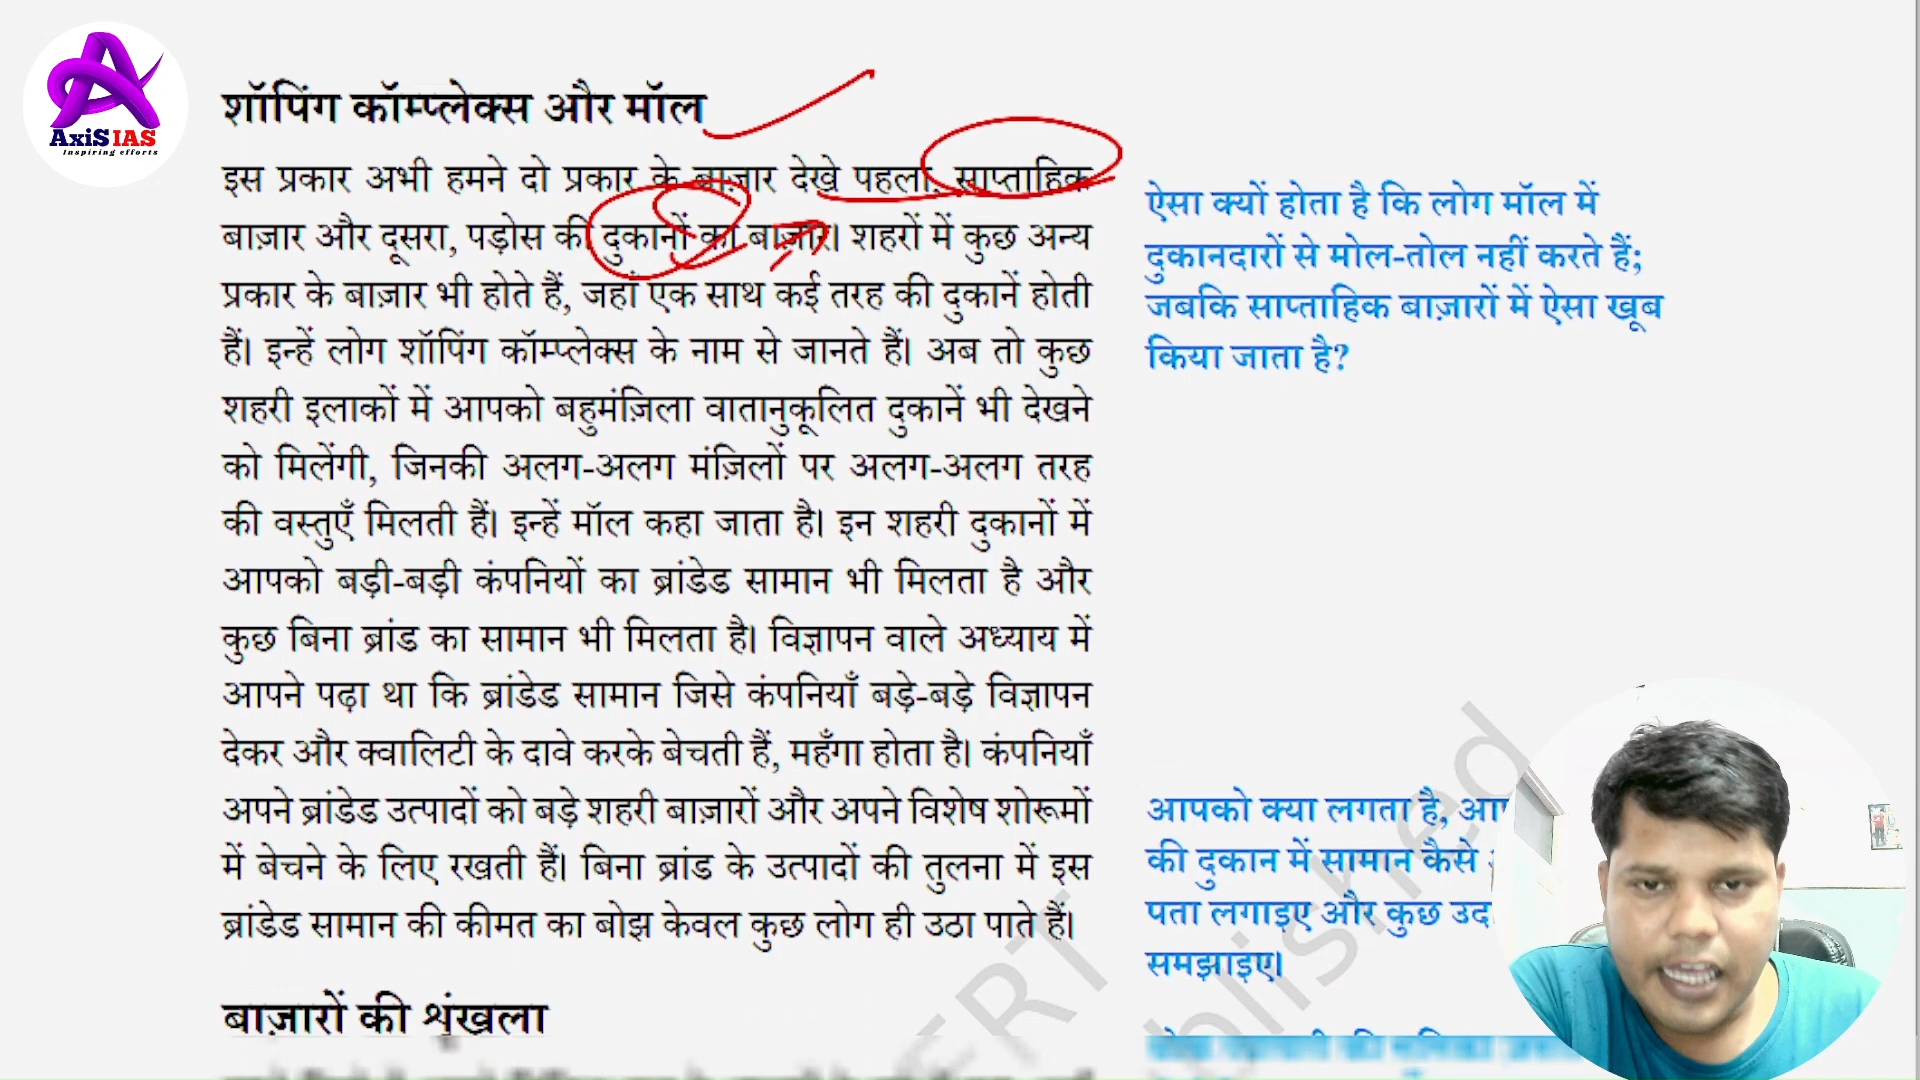 AxiS IAS
Inspiring efforts
शॉपिंग कॉम्प्लेक्स और मॉल
इस प्रकार अभी हमने दो प्रकार के बाज़ार देखे पहला, साप्ताहिक
बाज़ार और दूसरा, पड़ोस की दुकानों का बाज़ार। शहरों में कुछ अन्य
प्रकार के बाज़ार भी होते हैं, जहां एक साथ कई तरह की दुकानें होती
हैं। इन्हें लोग शॉपिंग कॉम्प्लेक्स के नाम से जानते हैं। अब तो कुछ
शहरी इलाकों में आपको बहुमंज़िला वातानुकूलित दुकानें भी देखने
को मिलेंगी, जिनकी अलग-अलग मंज़िलों पर अलग-अलग तरह
की वस्तुएँ मिलती हैं। इन्हें मॉल कहा जाता है। इन शहरी दुकानों में
आपको बड़ी-बड़ी कंपनियों का ब्रांडेड सामान भी मिलता है और
कुछ बिना ब्रांड का सामान भी मिलता है। विज्ञापन वाले अध्याय में
आपने पढ़ा था कि ब्रांडेड सामान जिसे कंपनियाँ बड़े-बड़े विज्ञापन
देकर और क्वालिटी के दावे करके बेचती हैं, महँगा होता है। कंपनियाँ
अपने ब्रांडेड उत्पादों को बड़े शहरी बाज़ारों और अपने विशेष शोरूमों
में बेचने के लिए रखती हैं। बिना ब्रांड के उत्पादों की तुलना में इस
ब्रांडेड सामान की कीमत का बोझ केवल कुछ लोग ही उठा पाते हैं।
बाज़ारों की शृंखला
ऐसा क्यों होता है कि लोग मॉल में
दुकानदारों से मोल-तोल नहीं करते हैं;
जबकि साप्ताहिक बाज़ारों में ऐसा खूब
किया जाता है?
आपको क्या लगता है,
की दुकान में सामान कैसे
पता लगाइए और कुछ
समझाइए।